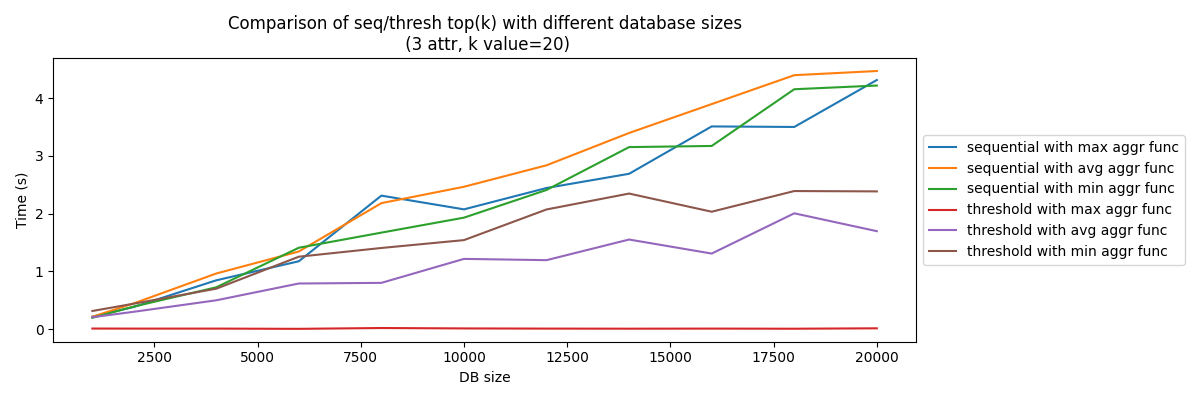 Comparison of seq/thresh top(k) with different database sizes
(3 attr, k value=20)
Time (s)
4
3
2
1
0
2500 5000 7500 10000 12500 15000 17500 20000
DB size
sequential with max aggr func
sequential with avg aggr func
sequential with min aggr func
threshold with max aggr func
threshold with avg aggr func
threshold with min aggr func